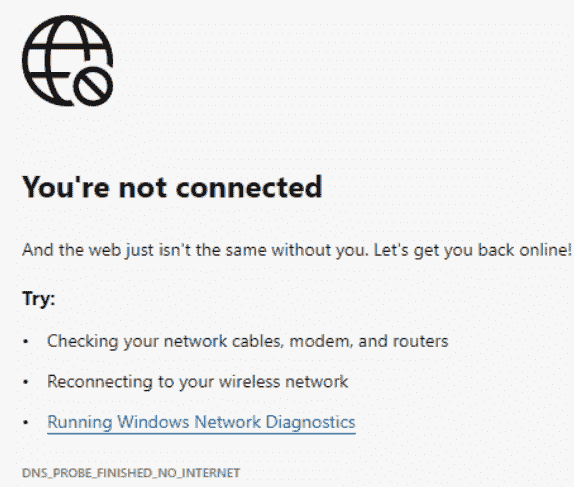 You're not connected
And the web just isn't the same without you. Let's get you back online!
Try:
• Checking your network cables, modem, and routers
• Reconnecting to your wireless network
• Running Windows Network Diagnostics
DNS_PROBE_FINISHED_NO_INTERNET